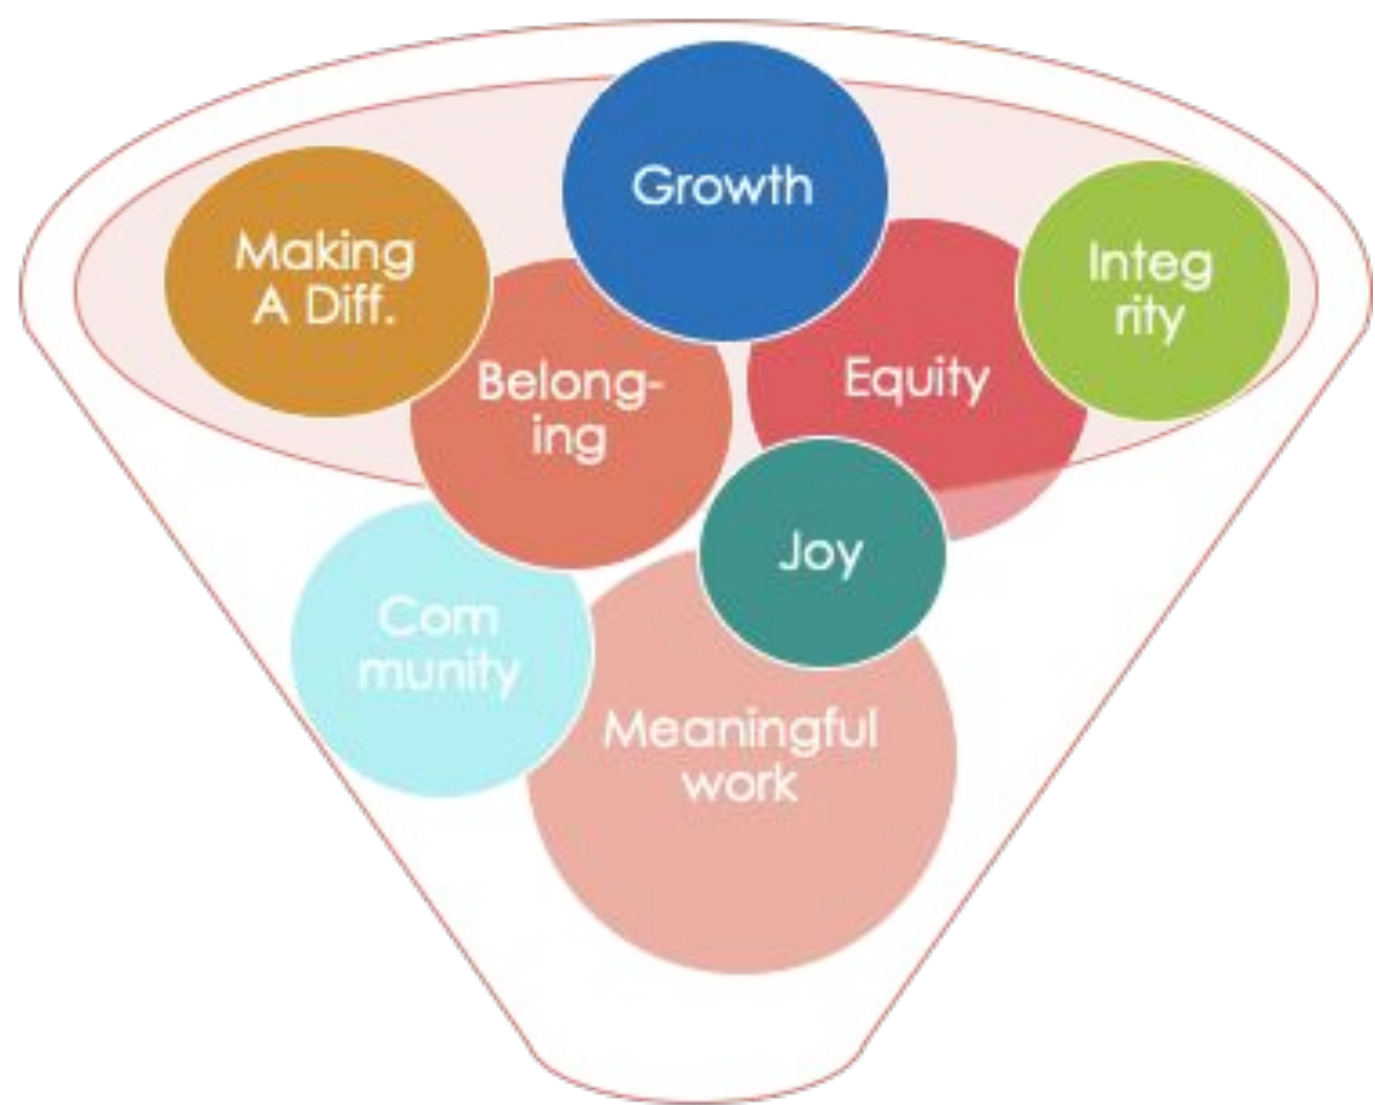 Growth
Making
A Diff.
Integ
rity
Belong-
ing
Equity
Joy
Com
munity
Meaningful
work